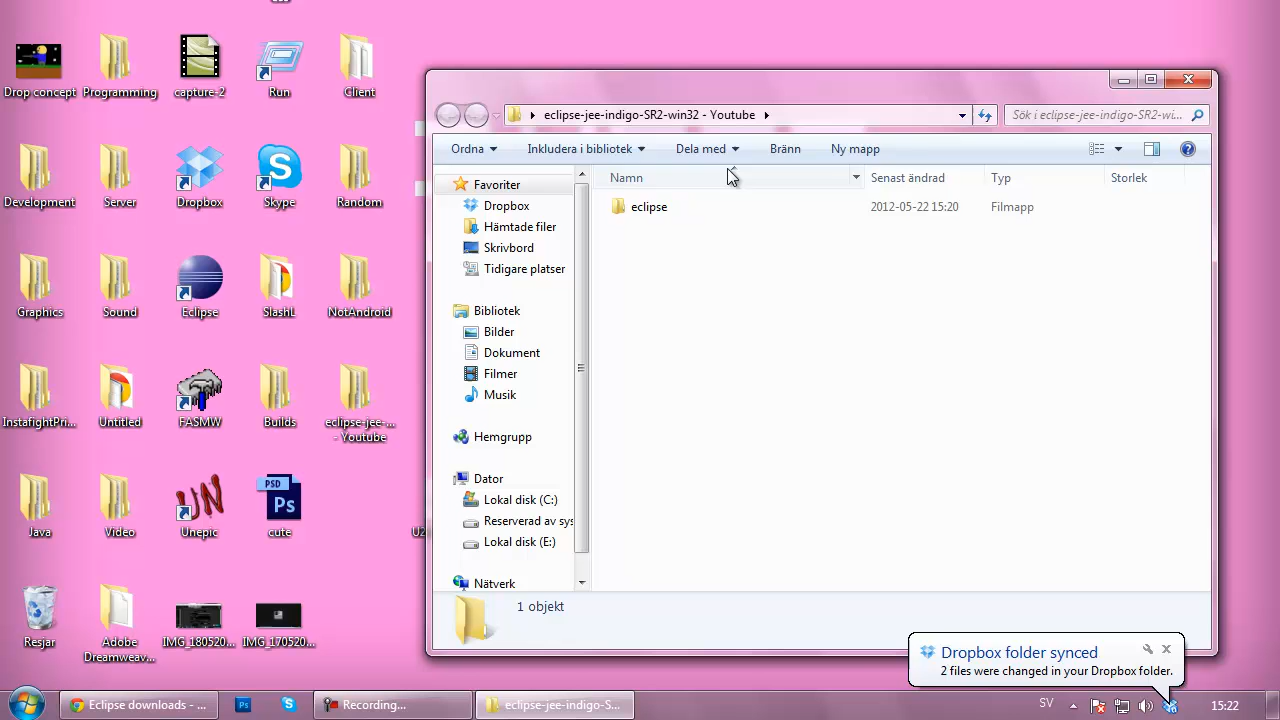 Drop concept
Programming
capture-2
Run
Client
Development
Server
Dropbox
Skype
Random
Graphics
Sound
Eclipse
SlashL
NotAndroid
InstafightPri...
Untitled
FASMW
Builds
eclipse-jee-...
- Youtube
Java
Video
UN
Unepic
PSD
Ps
cute
Resjar
Adobe
Dreamweav...
IMG_180520...
IMG_170520...
eclipse-jee-indigo-SR2-win32 - Youtube
Sök i eclipse-jee-indigo-SR2-wi...
Ordna
Inkludera i bibliotek
Dela med
Bränn
Ny mapp
Namn
Senast ändrad
Typ
Storlek
eclipse
2012-05-22 15:20
Filmapp
Favoriter
Dropbox
Hämtade filer
Skrivbord
Tidigare platser
Bibliotek
Bilder
Dokument
Filmer
Musik
Hemgrupp
Dator
Lokal disk (C:)
Reserverad av sys
Lokal disk (E:)
Nätverk
1 objekt
Dropbox folder synced
2 files were changed in your Dropbox folder.
Eclipse downloads - ...
Ps
Recording...
eclipse-jee-indigo-S...
SV
15:22